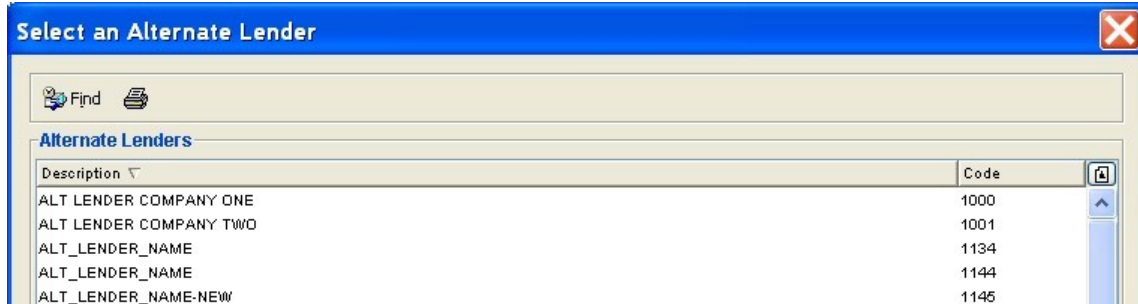 Select an Alternate Lender
Find
Alternate Lenders
Description Code
ALT LENDER COMPANY ONE 1000
ALT LENDER COMPANY TWO 1001
ALT_LENDER_NAME 1134
ALT_LENDER_NAME 1144
ALT_LENDER_NAME-NEW 1145